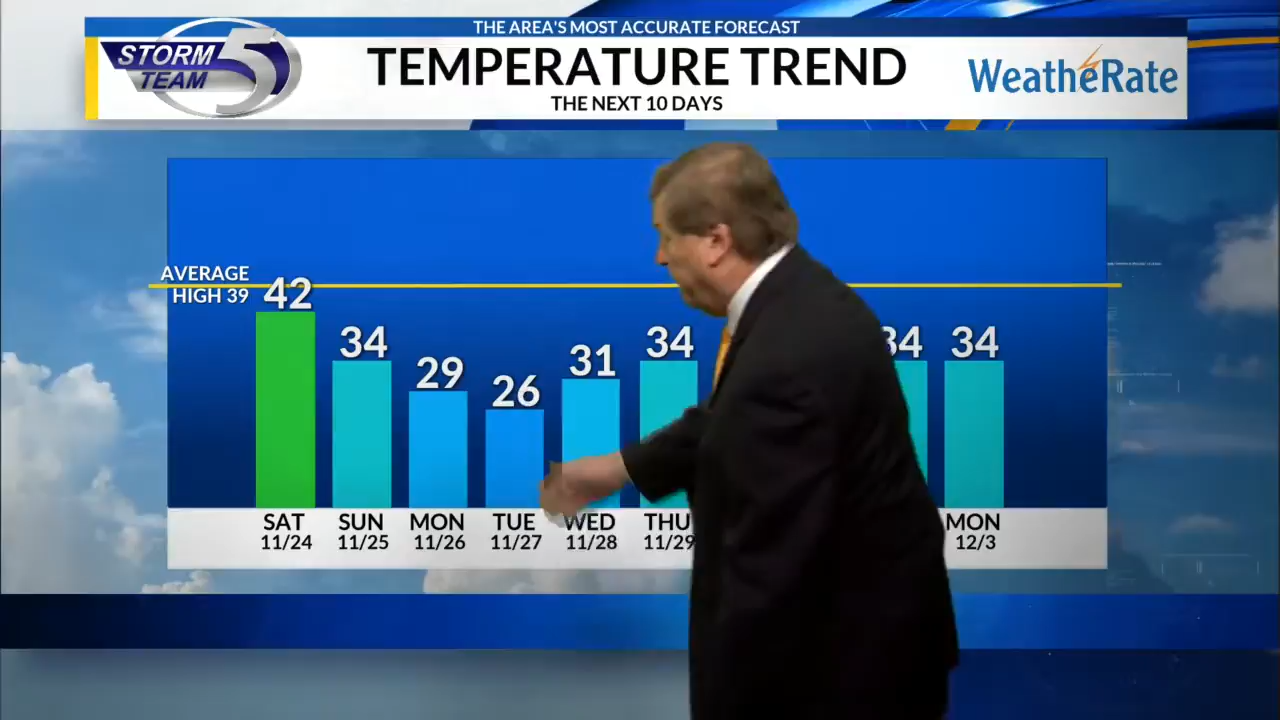 THE AREA'S MOST ACCURATE FORECAST
STORM TEAM 5
TEMPERATURE TREND
WeatheRate
THE NEXT 10 DAYS
AVERAGE
HIGH 39
42 34 29 26 31 34 34 34
SAT SUN MON TUE WED THU MON
11/24 11/25 11/26 11/27 11/28 11/29 12/3